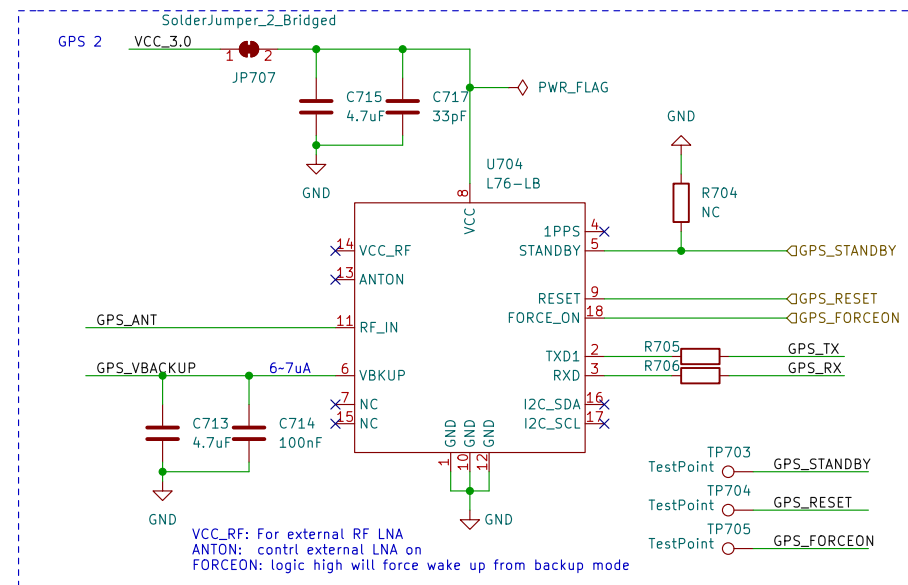 SolderJumper_2_Bridged
GPS 2
VCC_3.0
1
2
JP707
C715
4.7uF
C717
33pF
PWR_FLAG
GND
GND
U704
L76-LB
R704
NC
8
VCC
14
VCC_RF
13
ANTON
1PPS
4
STANDBY
5
GPS_STANDBY
RESET
9
GPS_RESET
FORCE_ON
18
GPS_FORCEON
GPS_ANT
11
RF_IN
TXD1
2
R705
GPS_TX
RXD
3
R706
GPS_RX
GPS_VBACKUP
6~7uA
6
VBKUP
7
NC
15
NC
I2C_SDA
16
I2C_SCL
17
C713
4.7uF
C714
100nF
GND
GND
GND
1
10
12
GND
GND
TP703
TestPoint
GPS_STANDBY
TP704
TestPoint
GPS_RESET
TP705
TestPoint
GPS_FORCEON
VCC_RF: For external RF LNA
ANTON: contrl external LNA on
FORCEON: logic high will force wake up from backup mode